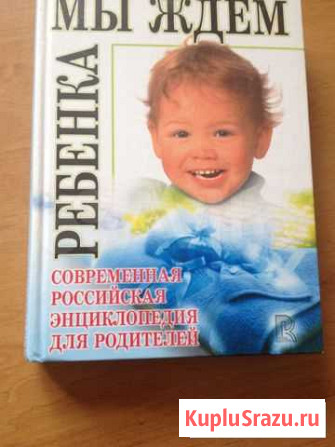 МЫ ЖДЕМ
РЕБЕНКА
СОВРЕМЕННАЯ
РОССИЙСКАЯ
ЭНЦИКЛОПЕДИЯ
ДЛЯ РОДИТЕЛЕЙ
KupluSrazu.ru